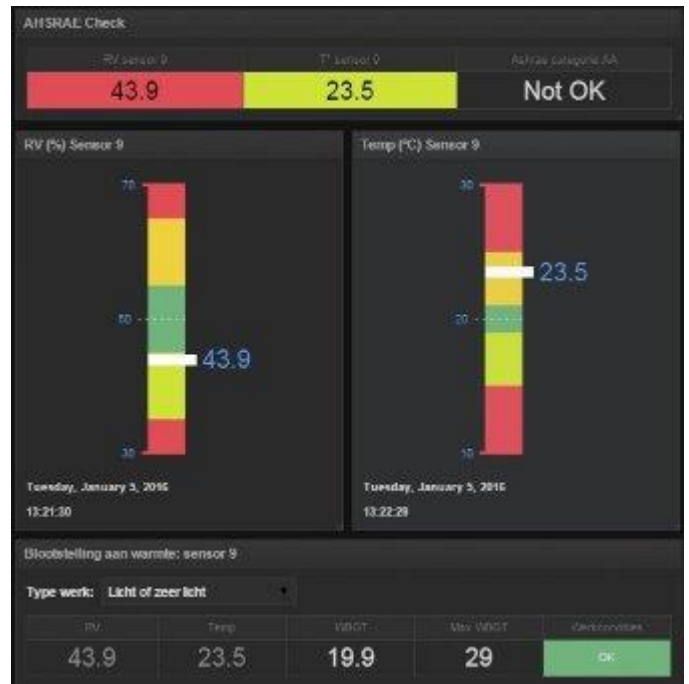 AHSRAE Check
RV sensor 9 T° sensor 9 Ashrae categorie AA
43.9 23.5 Not OK
RV (%) Sensor 9
70
50
43.9
30
Tuesday, January 5, 2016
13:21:30
Temp (°C) Sensor 9
30
23.5
20
10
Tuesday, January 5, 2016
13:22:29
Blootstelling aan warmte: sensor 9
Type werk: Licht of zeer licht
RV Temp WBGT Max WBGT Werkcondities
43.9 23.5 19.9 29 OK